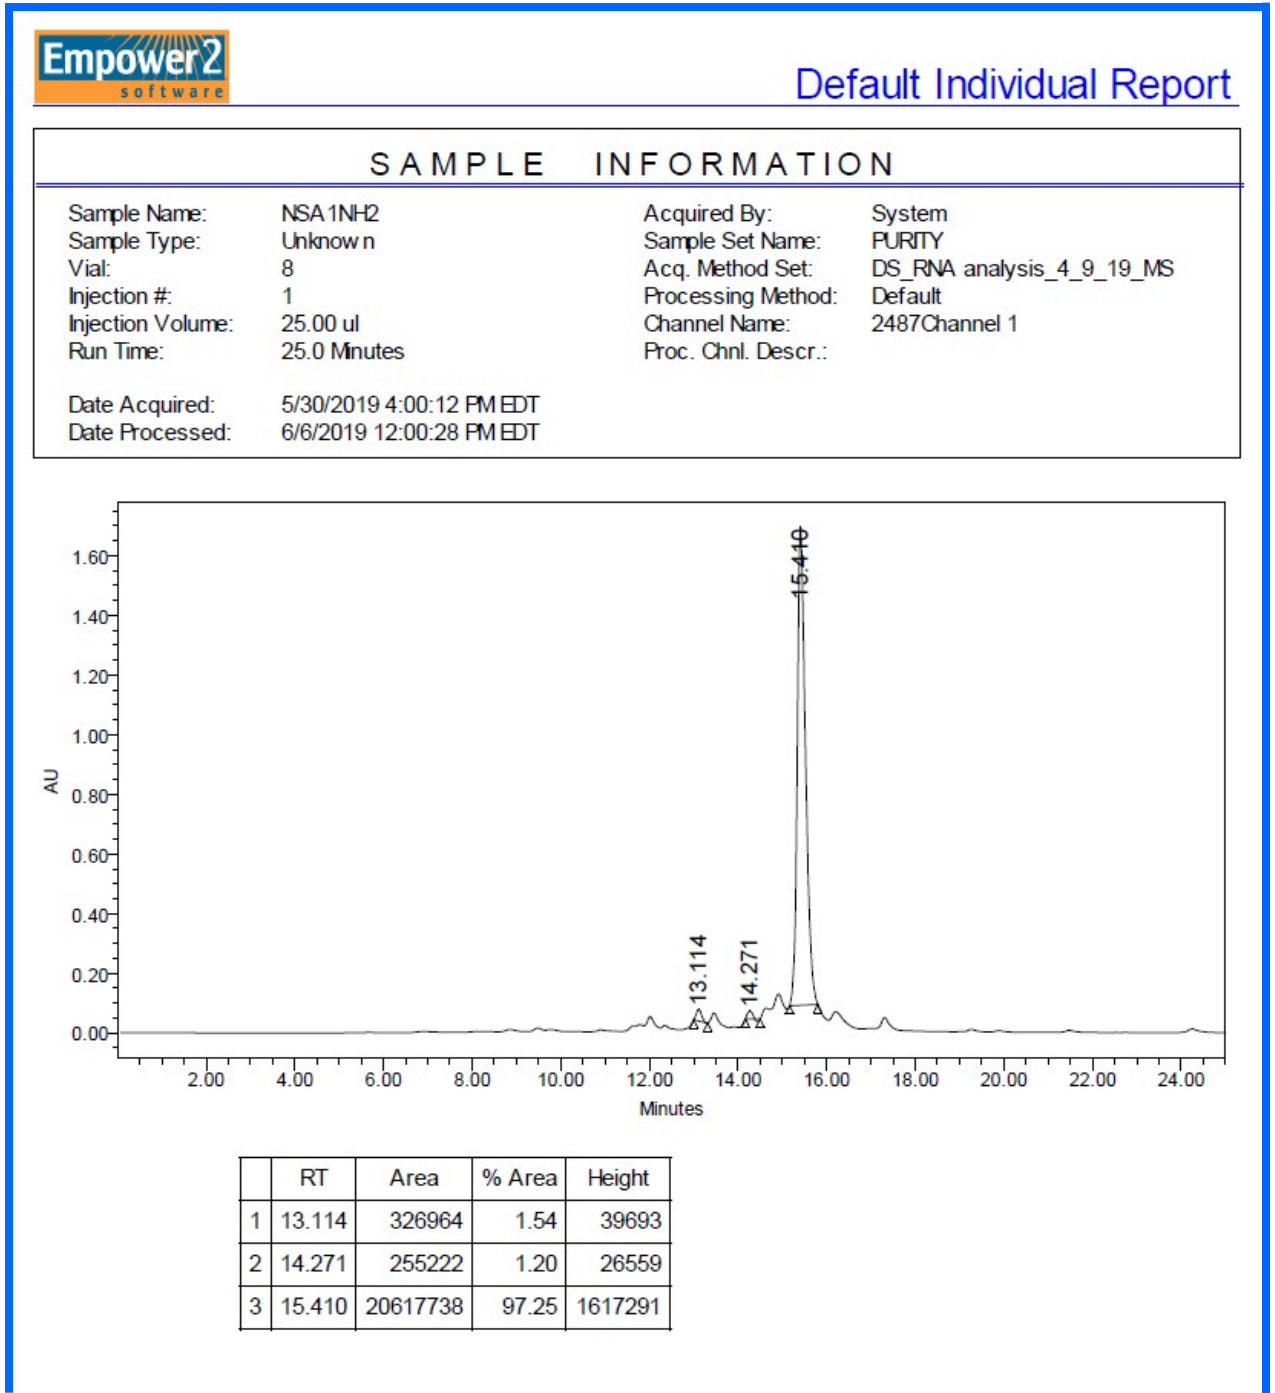 Empower2
software
Default Individual Report
SAMPLE INFORMATION
Sample Name: NSA1NH2 Acquired By: System
Sample Type: Unknown Sample Set Name: PURITY
Vial: 8 Acq. Method Set: DS_RNA analysis_4_9_19_MS
Injection #: 1 Processing Method: Default
Injection Volume: 25.00 ul Channel Name: 2487Channel 1
Run Time: 25.0 Minutes Proc. Chnl. Descr.:
Date Acquired: 5/30/2019 4:00:12 PM EDT
Date Processed: 6/6/2019 12:00:28 PM EDT
AU
1.60
1.40
1.20
1.00
0.80
0.60
0.40
0.20
0.00
13.114
14.271
15.410
2.00 4.00 6.00 8.00 10.00 12.00 14.00 16.00 18.00 20.00 22.00 24.00
Minutes
RT Area % Area Height
1 13.114 326964 1.54 39693
2 14.271 255222 1.20 26559
3 15.410 20617738 97.25 1617291